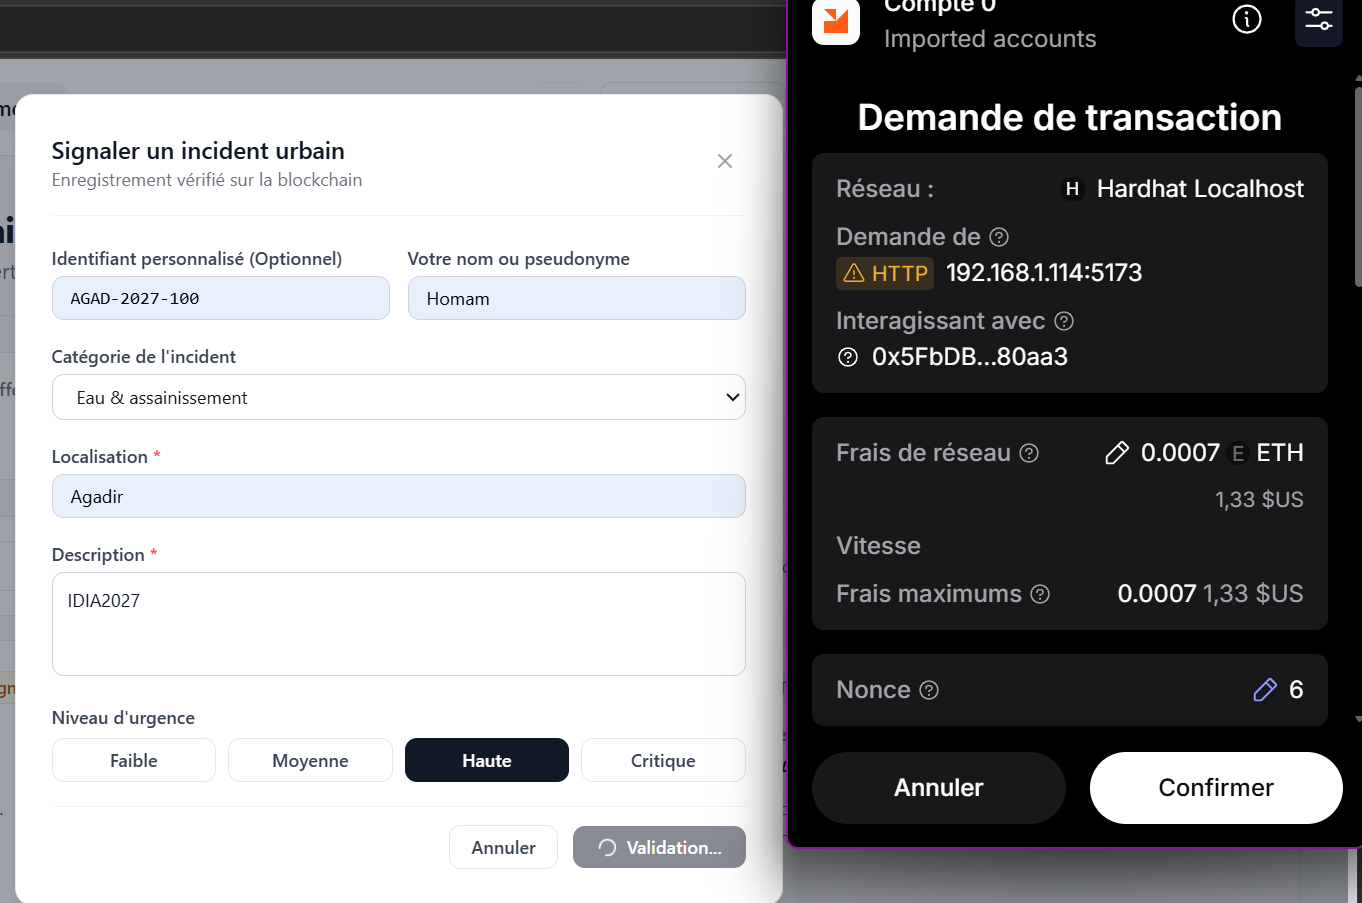 Signaler un incident urbain
Enregistrement vérifié sur la blockchain
Identifiant personnalisé (Optionnel)
Votre nom ou pseudonyme
AGAD-2027-100
Homam
Catégorie de l'incident
Eau & assainissement
Localisation *
Agadir
Description *
IDIA2027
Niveau d'urgence
Faible
Moyenne
Haute
Critique
Annuler
Validation...
Compte 0
Imported accounts
Demande de transaction
Réseau :
H Hardhat Localhost
Demande de
HTTP 192.168.1.114:5173
Interagissant avec
0x5FbDB...80aa3
Frais de réseau
0.0007 E ETH
1,33 $US
Vitesse
Frais maximums
0.0007 1,33 $US
Nonce
6
Annuler
Confirmer